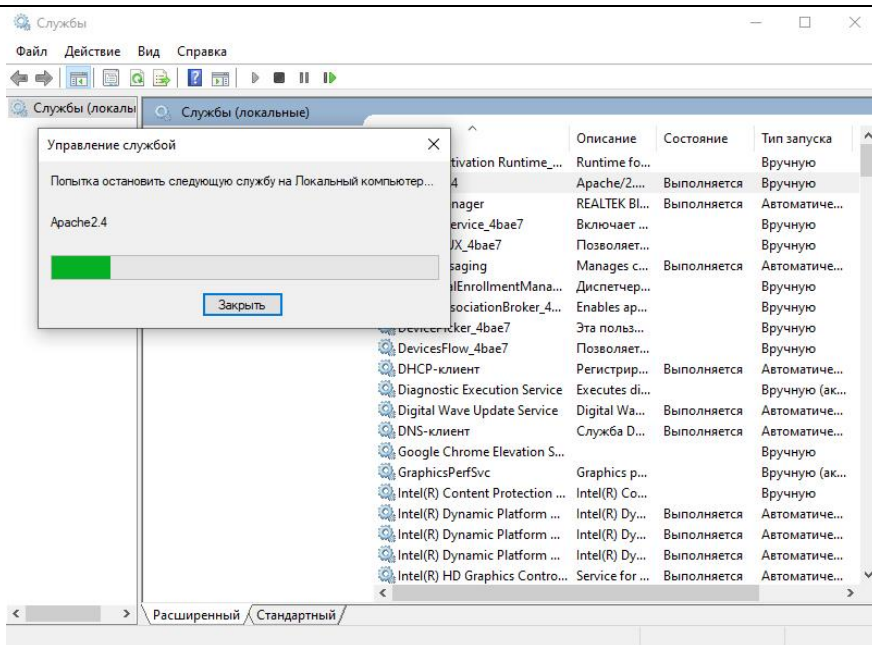 Службы
Файл Действие Вид Справка
Службы (локалы
Службы (локальные)
Управление службой
Попытка остановить следующую службу на Локальный компьютер...
Apache2.4
Закрыть
Описание Состояние Тип запуска
tivation Runtime_... Runtime fo... Вручную
4 Apache/2.... Выполняется Вручную
nager REALTEK Bl... Выполняется Автоматиче...
ervice_4bae7 Включает ... Вручную
JX_4bae7 Позволяет... Вручную
saging Manages c... Выполняется Автоматиче...
alEnrollmentMana... Диспетчер... Вручную
sociationBroker_4... Enables ap... Вручную
DevicePicker_4bae7 Эта польз... Вручную
DevicesFlow_4bae7 Позволяет... Вручную
DHCP-клиент Регистрир... Выполняется Автоматиче...
Diagnostic Execution Service Executes di... Вручную (ак...
Digital Wave Update Service Digital Wa... Выполняется Автоматиче...
DNS-клиент Служба D... Выполняется Автоматиче...
Google Chrome Elevation S... Вручную
GraphicsPerfSvc Graphics p... Вручную (ак...
Intel(R) Content Protection ... Intel(R) Co... Вручную
Intel(R) Dynamic Platform ... Intel(R) Dy... Выполняется Автоматиче...
Intel(R) Dynamic Platform ... Intel(R) Dy... Выполняется Автоматиче...
Intel(R) Dynamic Platform ... Intel(R) Dy... Выполняется Автоматиче...
Intel(R) HD Graphics Contro... Service for ... Выполняется Автоматиче...
Расширенный Стандартный